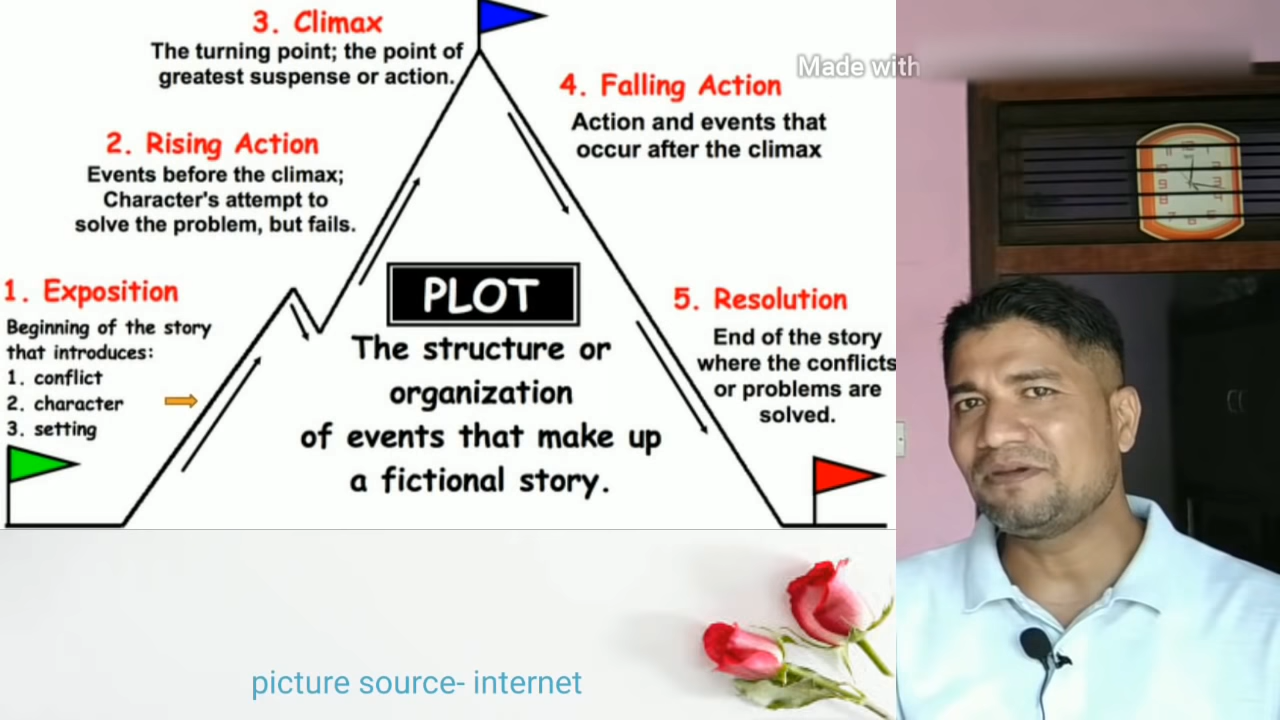 3. Climax
The turning point; the point of
greatest suspense or action.
Made with
4. Falling Action
Action and events that
occur after the climax
2. Rising Action
Events before the climax;
Character's attempt to
solve the problem, but fails.
1. Exposition
Beginning of the story
that introduces:
1. conflict
2. character
3. setting
PLOT
The structure or
organization
of events that make up
a fictional story.
5. Resolution
End of the story
where the conflicts
or problems are
solved.
picture source- internet